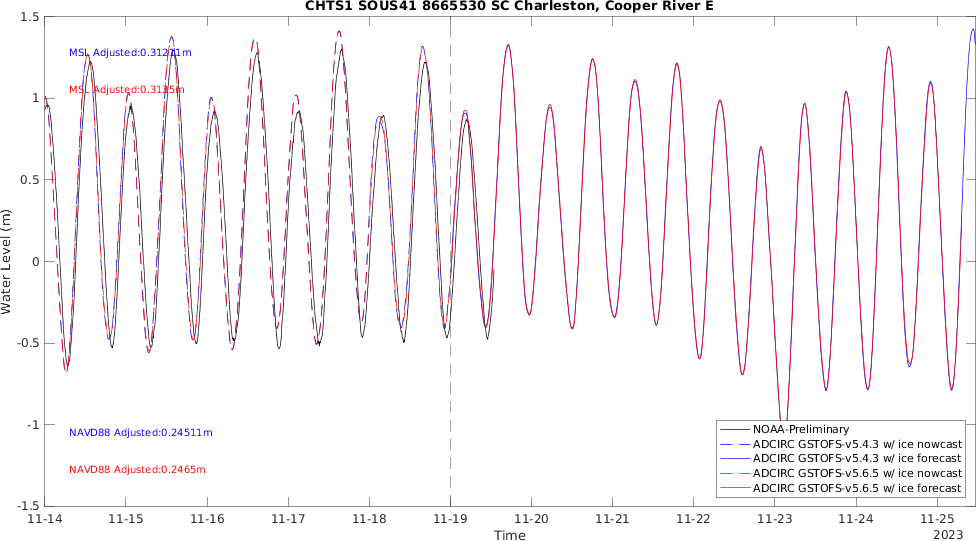 CHTS1 SOUS41 8665530 SC Charleston, Cooper River E
1.5
1
0.5
0
-0.5
-1
-1.5
Water Level (m)
MSL Adjusted:0.31211m
MSL Adjusted:0.3135m
NAVD88 Adjusted:0.24511m
NAVD88 Adjusted:0.2465m
NOAA-Preliminary
ADCIRC GSTOFS-v5.4.3 w/ ice nowcast
ADCIRC GSTOFS-v5.4.3 w/ ice forecast
ADCIRC GSTOFS-v5.6.5 w/ ice nowcast
ADCIRC GSTOFS-v5.6.5 w/ ice forecast
11-14 11-15 11-16 11-17 11-18 11-19 11-20 11-21 11-22 11-23 11-24 11-25
Time
2023